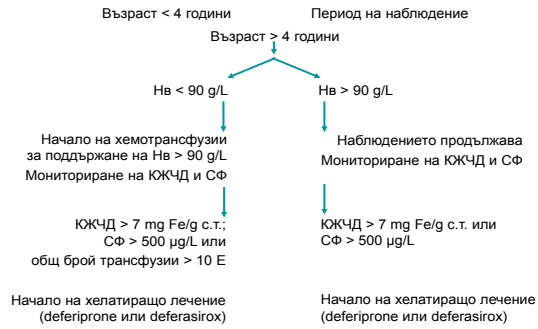 Възраст < 4 години
Период на наблюдение
Възраст > 4 години
Нв < 90 g/L
Нв > 90 g/L
Начало на хемотрансфузии
за поддържане на Нв > 90 g/L
Мониториране на КЖЧД и СФ
Наблюдението продължава
Мониториране на КЖЧД и СФ
КЖЧД > 7 mg Fe/g с.т.;
СФ > 500 µg/L или
общ брой трансфузии > 10 Е
КЖЧД > 7 mg Fe/g с.т. или
СФ > 500 µg/L
Начало на хелатиращо лечение
(deferiprone или deferasirox)
Начало на хелатиращо лечение
(deferiprone или deferasirox)